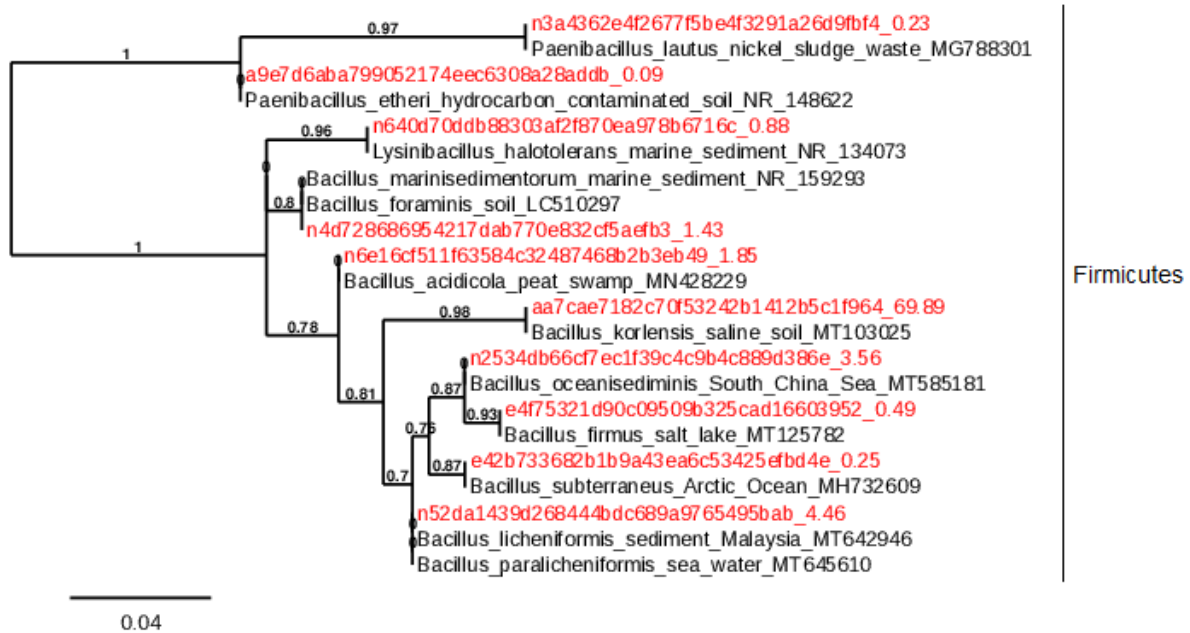 n3a4362e4f2677f5be4f3291a26d9fbf4_0.23
0.97
Paenibacillus_lautus_nickel_sludge_waste_MG788301
1
a9e7d6aba799052174eec6308a28addb_0.09
Paenibacillus_etheri_hydrocarbon_contaminated_soil_NR_148622
n640d70ddb88303af2f870ea978b6716c_0.88
0.96
Lysinibacillus_halotolerans_marine_sediment_NR_134073
Bacillus_marinisedimentorum_marine_sediment_NR_159293
0.8
Bacillus_foraminis_soil_LC510297
n4d728686954217dab770e832cf5aefb3_1.43
1
n6e16cf511f63584c32487468b2b3eb49_1.85
Bacillus_acidicola_peat_swamp_MN428229
Firmicutes
aa7cae7182c70f53242b1412b5c1f964_69.89
0.98
0.78
Bacillus_korlensis_saline_soil_MT103025
n2534db66cf7ec1f39c4c9b4c889d386e_3.56
0.87
Bacillus_oceanisediminis_South_China_Sea_MT585181
0.81
e4f75321d90c09509b325cad16603952_0.49
0.93
0.76
Bacillus_firmus_salt_lake_MT125782
e42b733682b1b9a43ea6c53425efbd4e_0.25
0.87
0.7
Bacillus_subterraneus_Arctic_Ocean_MH732609
n52da1439d268444bdc689a9765495bab_4.46
Bacillus_licheniformis_sediment_Malaysia_MT642946
Bacillus_paralicheniformis_sea_water_MT645610
0.04